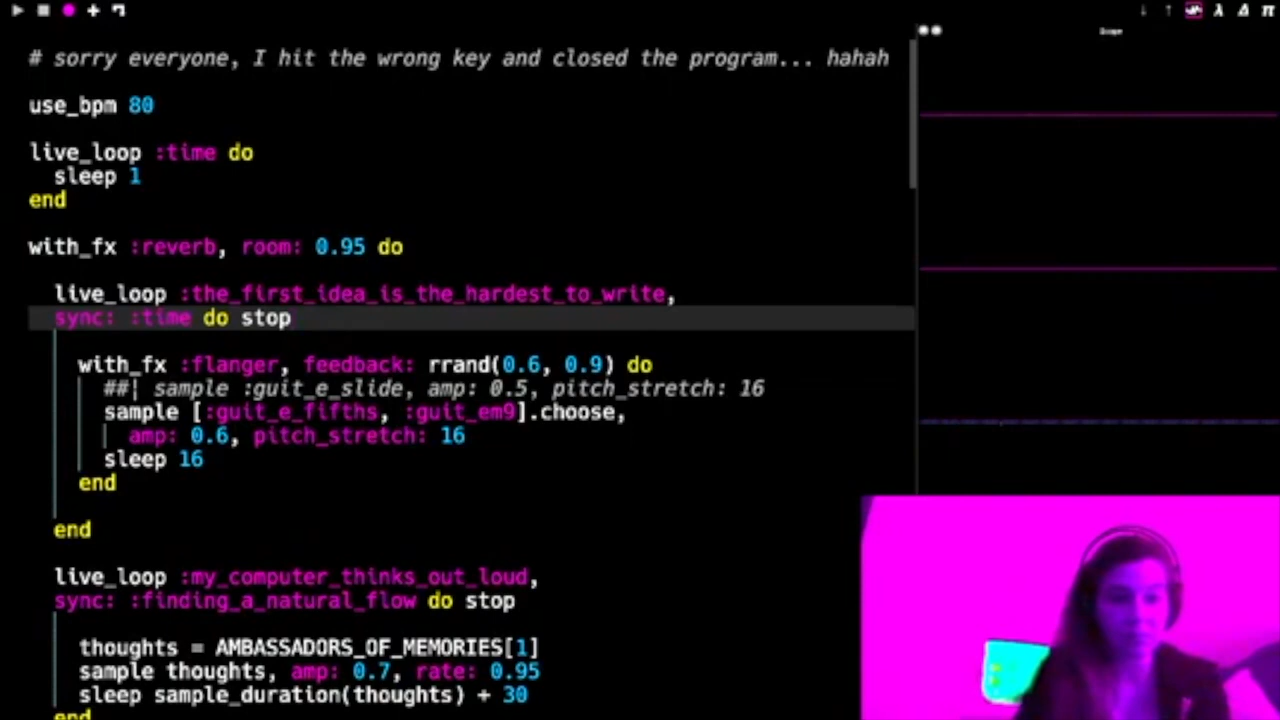 # sorry everyone, I hit the wrong key and closed the program... hahah
use_bpm 80
live_loop :time do
sleep 1
end
with_fx :reverb, room: 0.95 do
live_loop :the_first_idea_is_the_hardest_to_write,
sync: :time do stop
with_fx :flanger, feedback: rrand(0.6, 0.9) do
##| sample :guit_e_slide, amp: 0.5, pitch_stretch: 16
sample [:guit_e_fifths, :guit_em9].choose,
amp: 0.6, pitch_stretch: 16
sleep 16
end
end
live_loop :my_computer_thinks_out_loud,
sync: :finding_a_natural_flow do stop
thoughts = AMBASSADORS_OF_MEMORIES[1]
sample thoughts, amp: 0.7, rate: 0.95
sleep sample_duration(thoughts) + 30
end
Scope